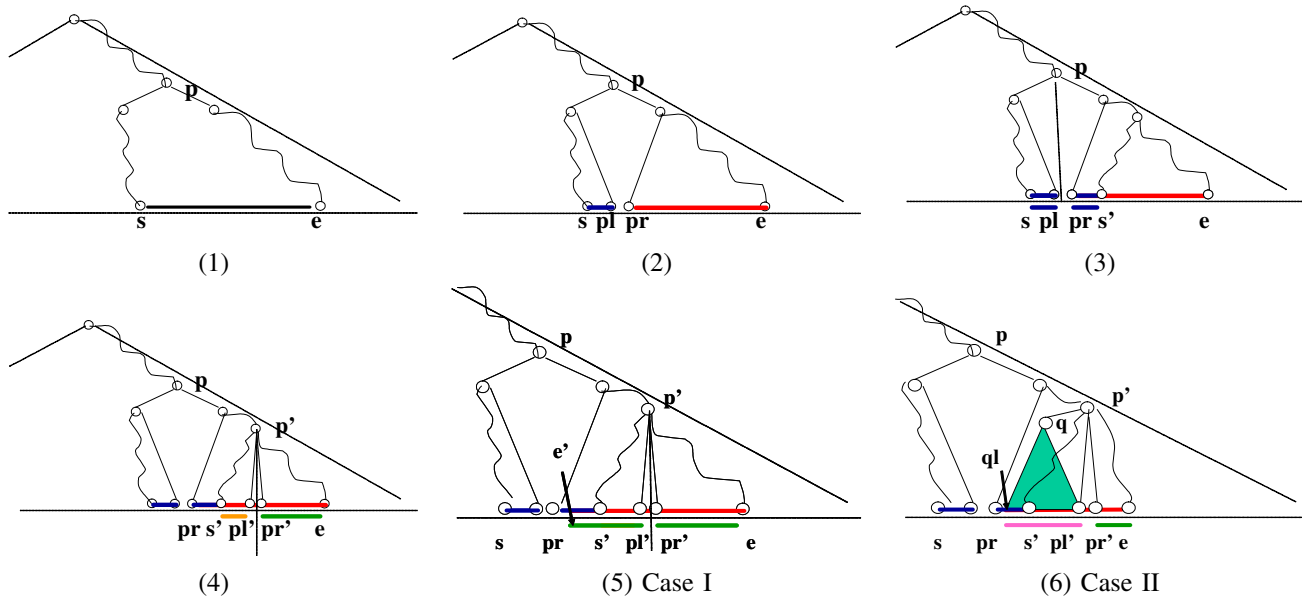 p
s e
(1)
p
s pl pr e
(2)
p
s pl pr s’ e
(3)
p
p’
pr s’ pl’ pr’ e
(4)
p
p’
e’
s pr s’ pl’ pr’ e
(5) Case I
p
p’
q
ql
s pr s’ pl’ pr’ e
(6) Case II